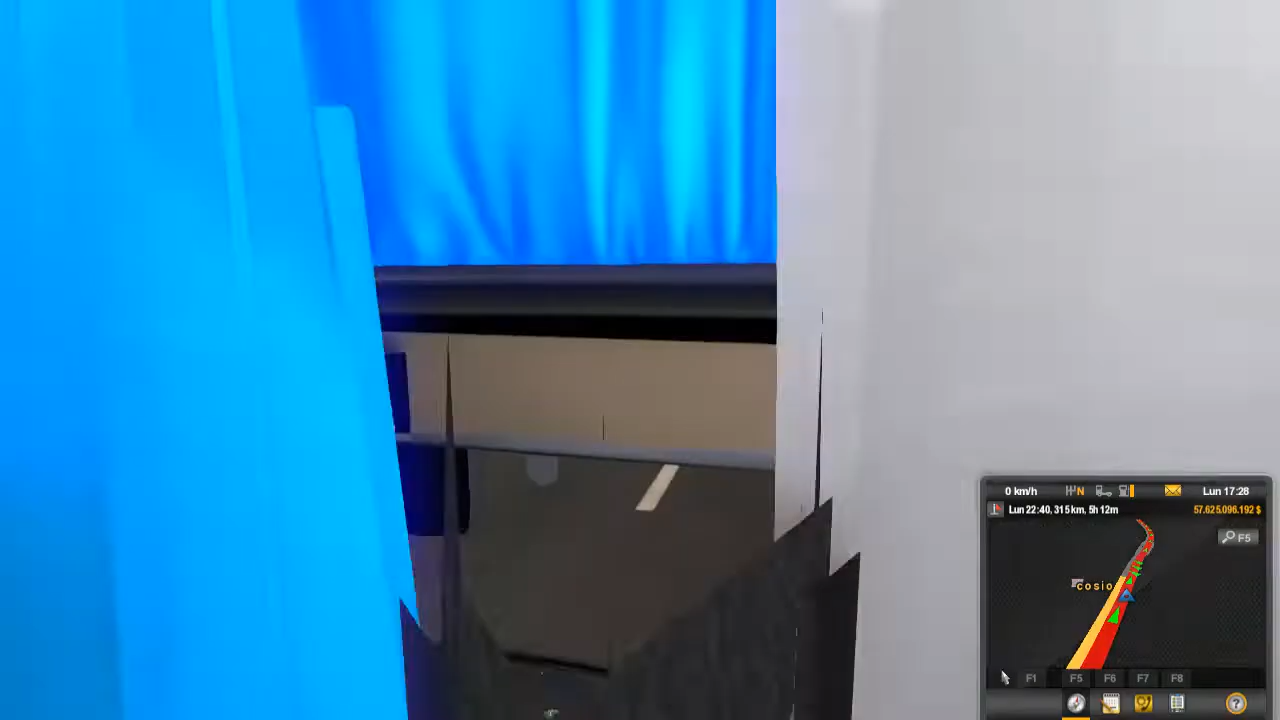 0 km/h N Lun 17:28
Lun 22:40, 315 km, 5h 12m 57.625.096.192 $
F5
cosio
F1 F5 F6 F7 F8
?